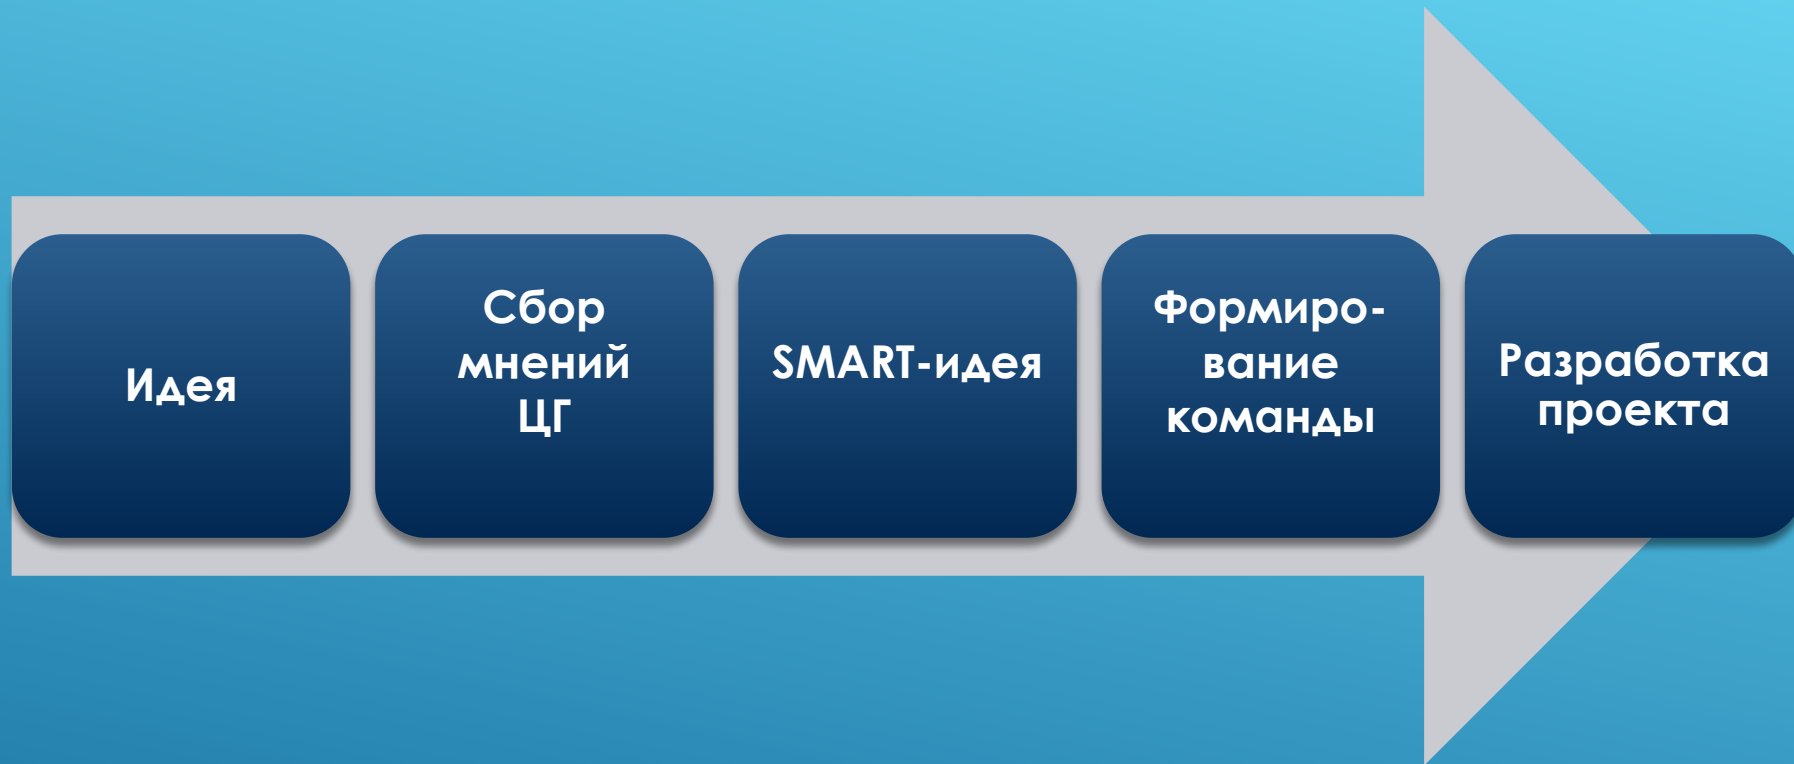 Идея
Сбор
мнений
ЦГ
SMART-идея
Формиро-
вание
команды
Разработка
проекта